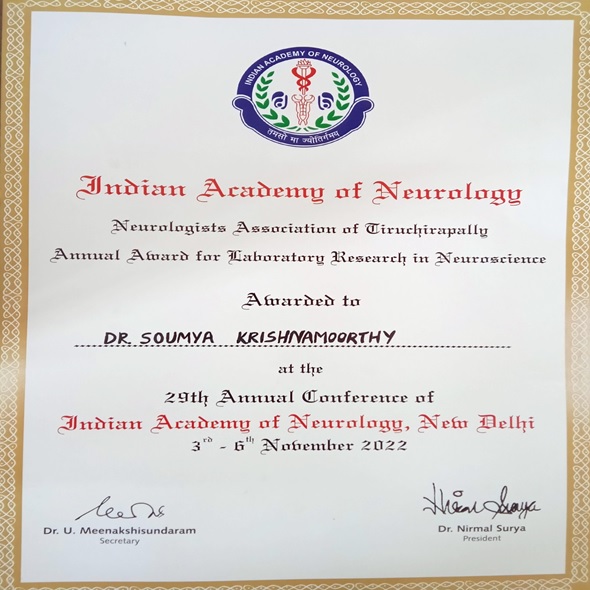 INDIAN ACADEMY OF NEUROLOGY
तमसो मा ज्योतिर्गमय
Indian Academy of Neurology
Neurologists Association of Tiruchirapally
Annual Award for Laboratory Research in Neuroscience
Awarded to
DR. SOUMYA KRISHNAMOORTHY
at the
29th Annual Conference of
Indian Academy of Neurology, New Delhi
3rd - 6th November 2022
Dr. U. Meenakshisundaram
Secretary
Dr. Nirmal Surya
President